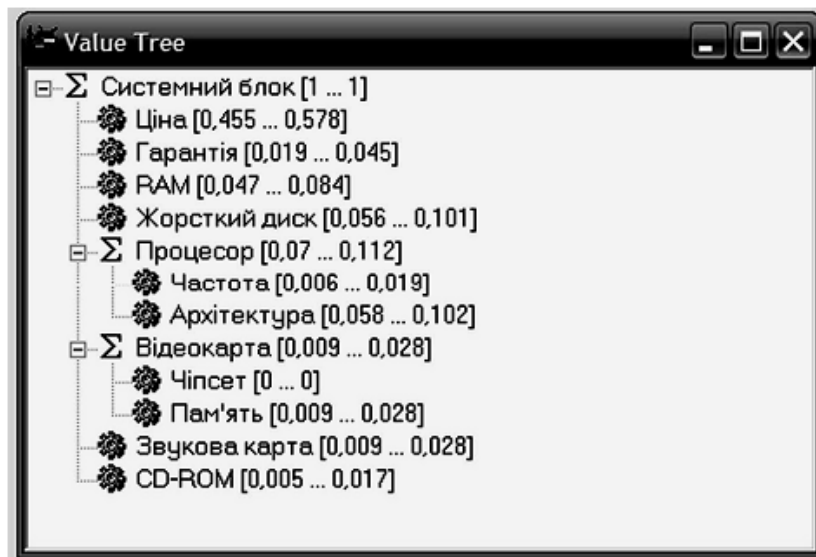 Value Tree
Системний блок [1 ... 1]
Ціна [0,455 ... 0,578]
Гарантія [0,019 ... 0,045]
RAM [0,047 ... 0,084]
Жорсткий диск [0,056 ... 0,101]
Процесор [0,07 ... 0,112]
Частота [0,006 ... 0,019]
Архітектура [0,058 ... 0,102]
Відеокарта [0,009 ... 0,028]
Чіпсет [0 ... 0]
Пам'ять [0,009 ... 0,028]
Звукова карта [0,009 ... 0,028]
CD-ROM [0,005 ... 0,017]